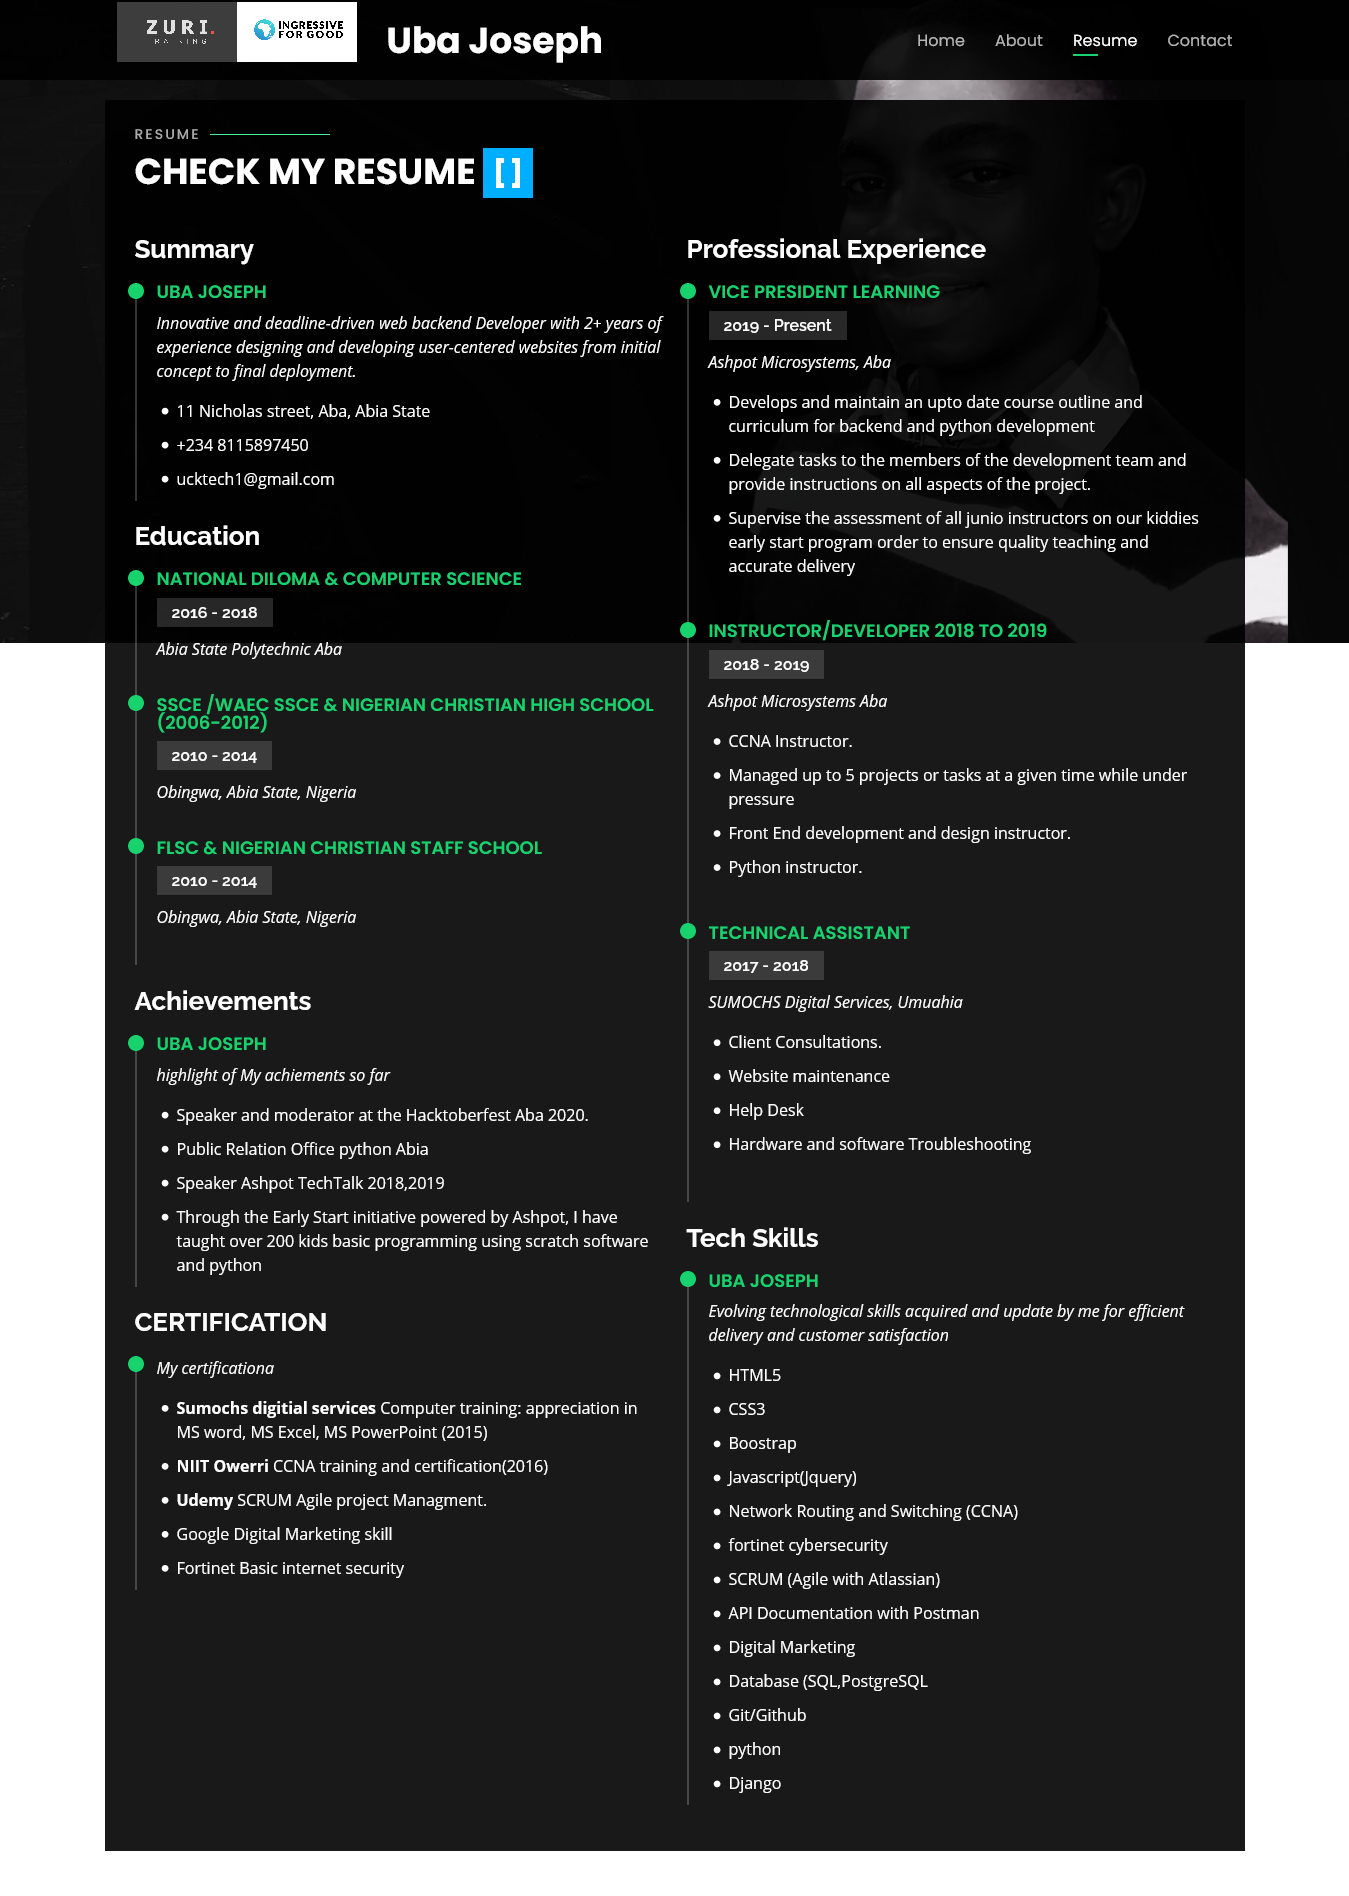 ZURI.
TRAINING
INGRESSIVE
FOR GOOD
Uba Joseph
Home
About
Resume
Contact
RESUME
CHECK MY RESUME []
Summary
UBA JOSEPH
Innovative and deadline-driven web backend Developer with 2+ years of
experience designing and developing user-centered websites from initial
concept to final deployment.
11 Nicholas street, Aba, Abia State
+234 8115897450
ucktech1@gmail.com
Education
NATIONAL DILOMA & COMPUTER SCIENCE
2016 - 2018
Abia State Polytechnic Aba
SSCE /WAEC SSCE & NIGERIAN CHRISTIAN HIGH SCHOOL
(2006-2012)
2010 - 2014
Obingwa, Abia State, Nigeria
FLSC & NIGERIAN CHRISTIAN STAFF SCHOOL
2010 - 2014
Obingwa, Abia State, Nigeria
Achievements
UBA JOSEPH
highlight of My achiements so far
Speaker and moderator at the Hacktoberfest Aba 2020.
Public Relation Office python Abia
Speaker Ashpot TechTalk 2018,2019
Through the Early Start initiative powered by Ashpot, I have
taught over 200 kids basic programming using scratch software
and python
CERTIFICATION
My certificationa
Sumochs digitial services Computer training: appreciation in
MS word, MS Excel, MS PowerPoint (2015)
NIIT Owerri CCNA training and certification(2016)
Udemy SCRUM Agile project Managment.
Google Digital Marketing skill
Fortinet Basic internet security
Professional Experience
VICE PRESIDENT LEARNING
2019 - Present
Ashpot Microsystems, Aba
Develops and maintain an upto date course outline and
curriculum for backend and python development
Delegate tasks to the members of the development team and
provide instructions on all aspects of the project.
Supervise the assessment of all junio instructors on our kiddies
early start program order to ensure quality teaching and
accurate delivery
INSTRUCTOR/DEVELOPER 2018 TO 2019
2018 - 2019
Ashpot Microsystems Aba
CCNA Instructor.
Managed up to 5 projects or tasks at a given time while under
pressure
Front End development and design instructor.
Python instructor.
TECHNICAL ASSISTANT
2017 - 2018
SUMOCHS Digital Services, Umuahia
Client Consultations.
Website maintenance
Help Desk
Hardware and software Troubleshooting
Tech Skills
UBA JOSEPH
Evolving technological skills acquired and update by me for efficient
delivery and customer satisfaction
HTML5
CSS3
Boostrap
Javascript(Jquery)
Network Routing and Switching (CCNA)
fortinet cybersecurity
SCRUM (Agile with Atlassian)
API Documentation with Postman
Digital Marketing
Database (SQL,PostgreSQL
Git/Github
python
Django